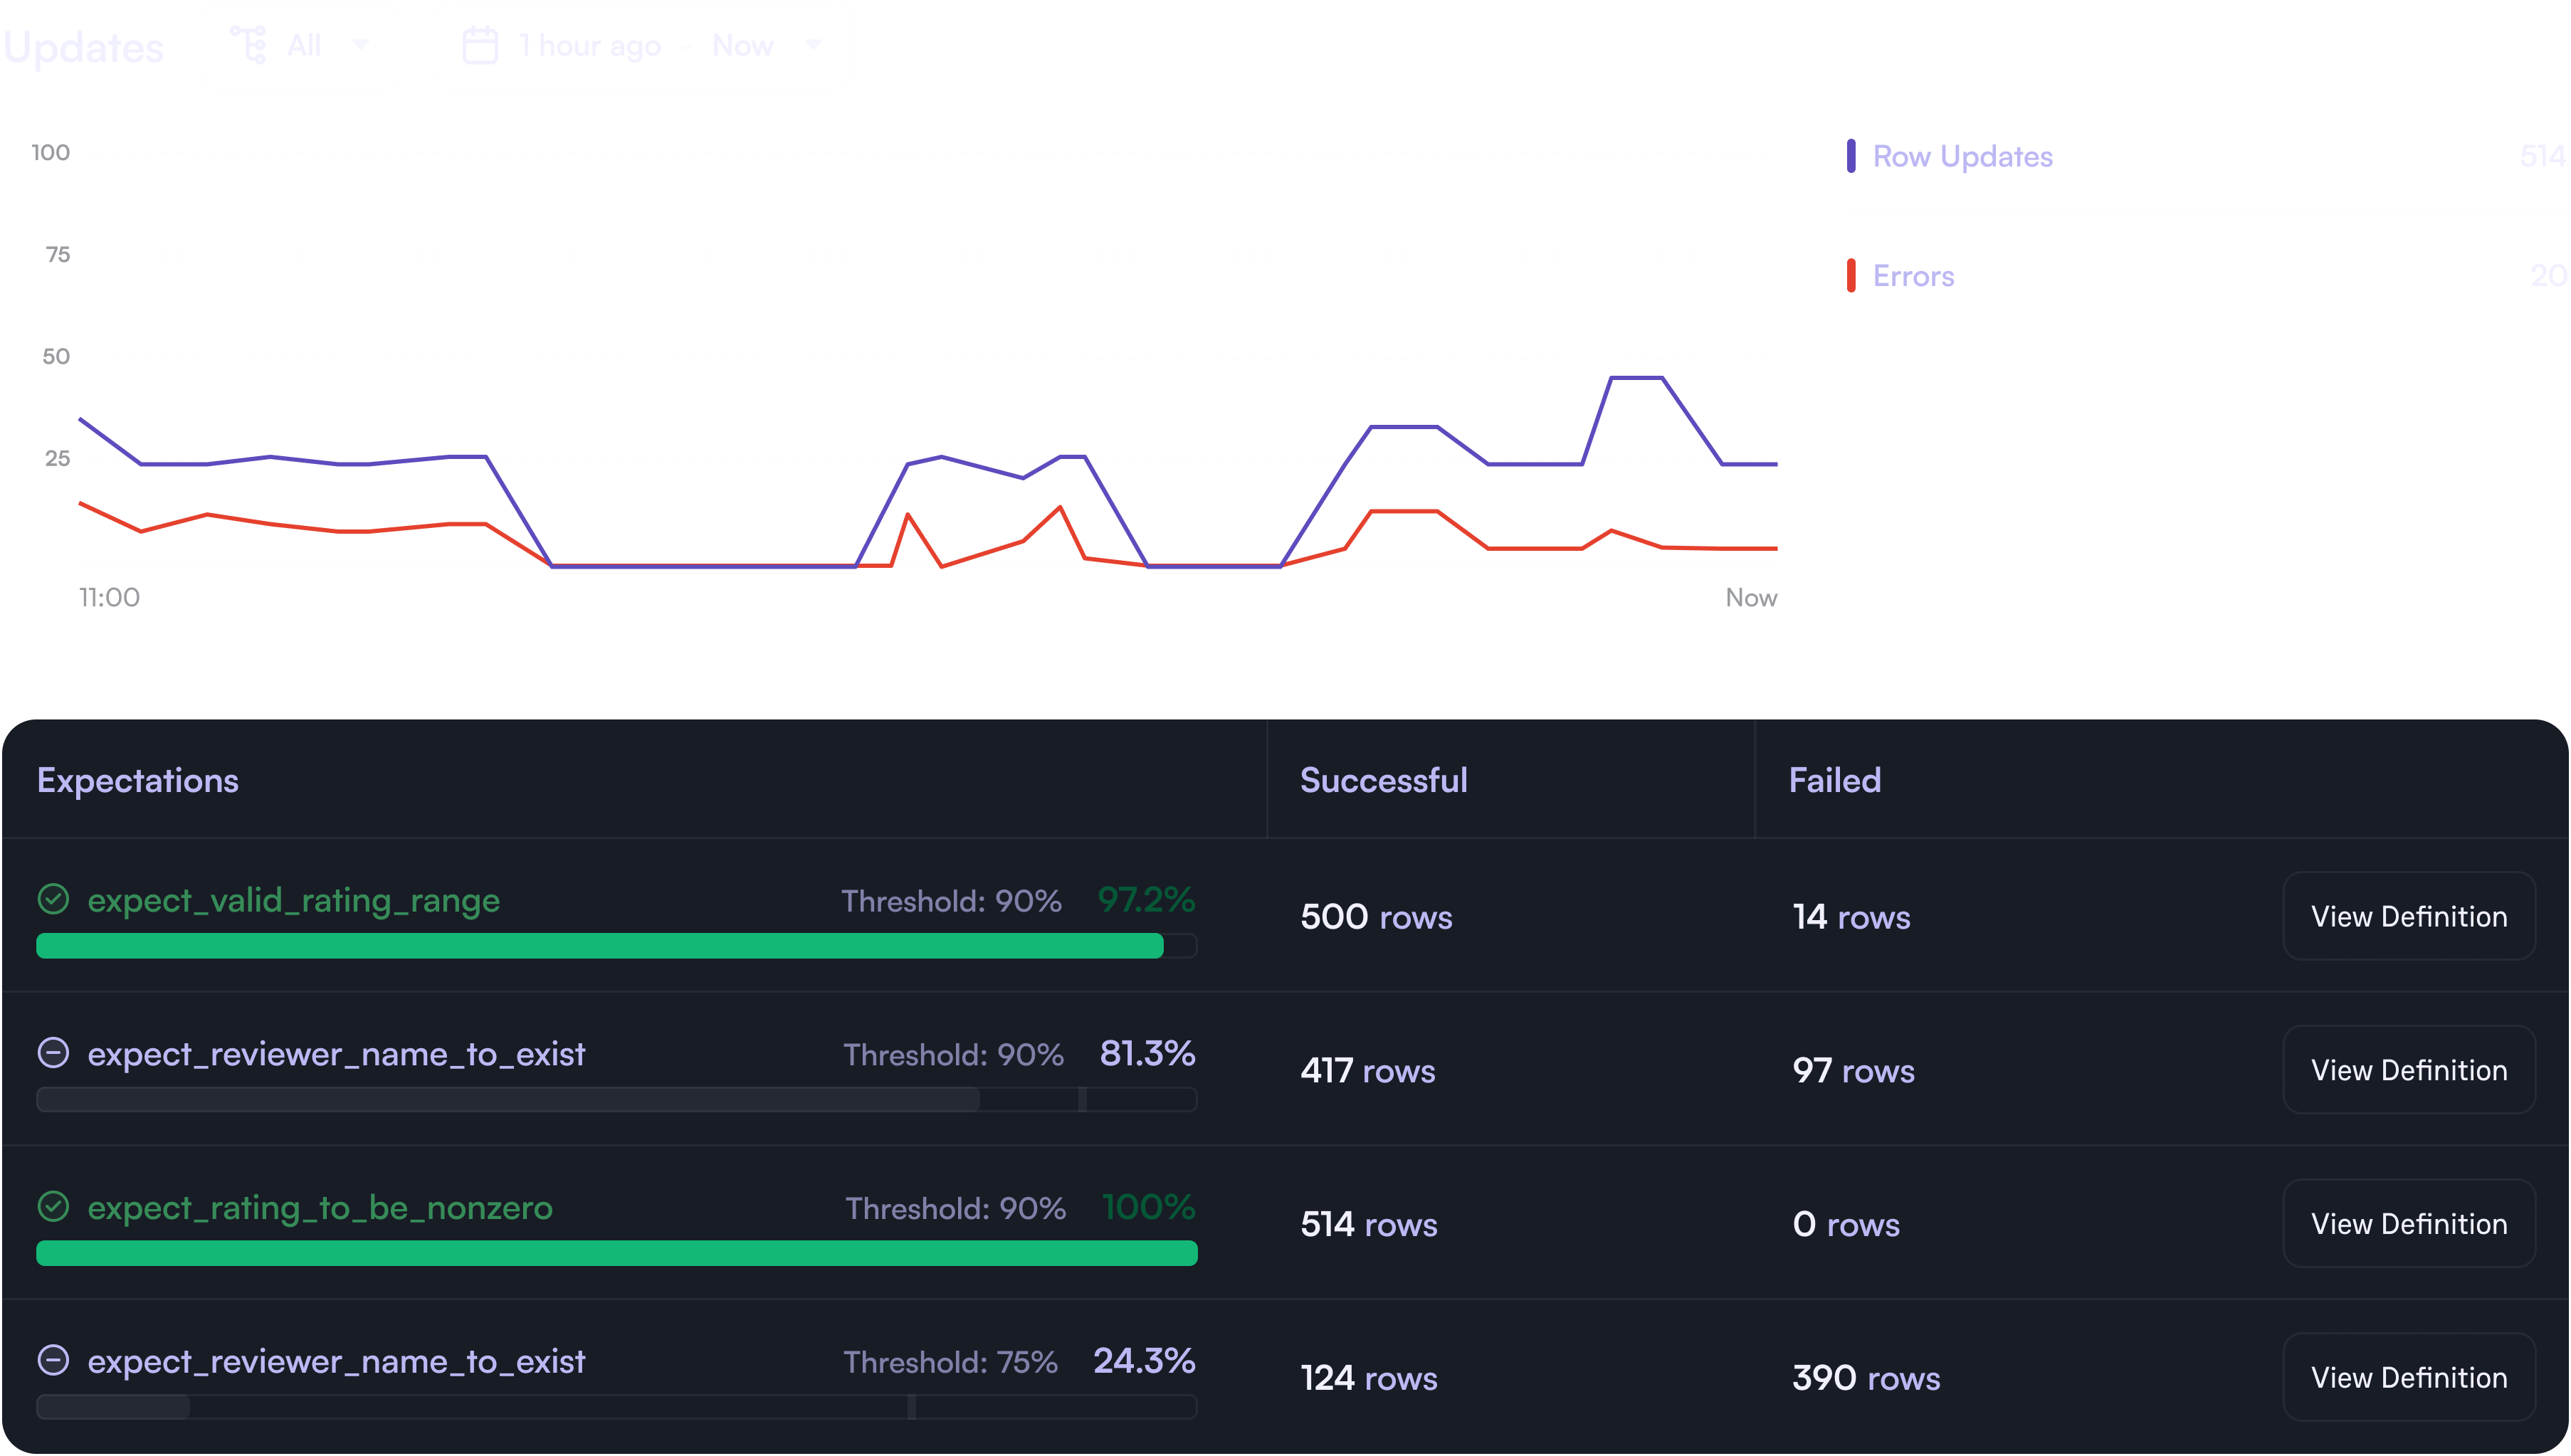 Updates All 1 hour ago - Now
100
Row Updates 514
75
Errors 20
50
25
11:00 Now
Expectations Successful Failed
expect_valid_rating_range Threshold: 90% 97.2% 500 rows 14 rows View Definition
expect_reviewer_name_to_exist Threshold: 90% 81.3% 417 rows 97 rows View Definition
expect_rating_to_be_nonzero Threshold: 90% 100% 514 rows 0 rows View Definition
expect_reviewer_name_to_exist Threshold: 75% 24.3% 124 rows 390 rows View Definition